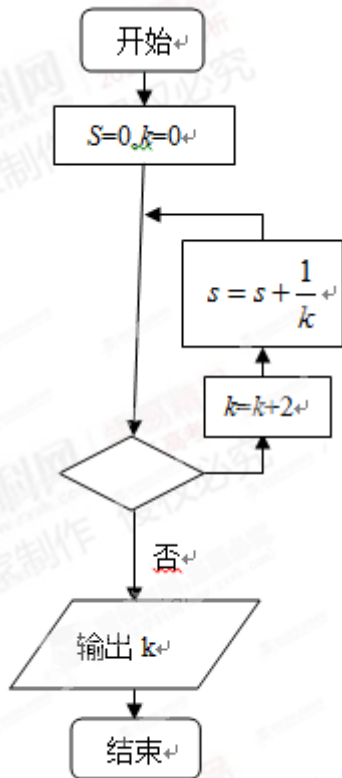 开始
S=0,k=0
s = s + 1/k
k=k+2
否
输出 k
结束